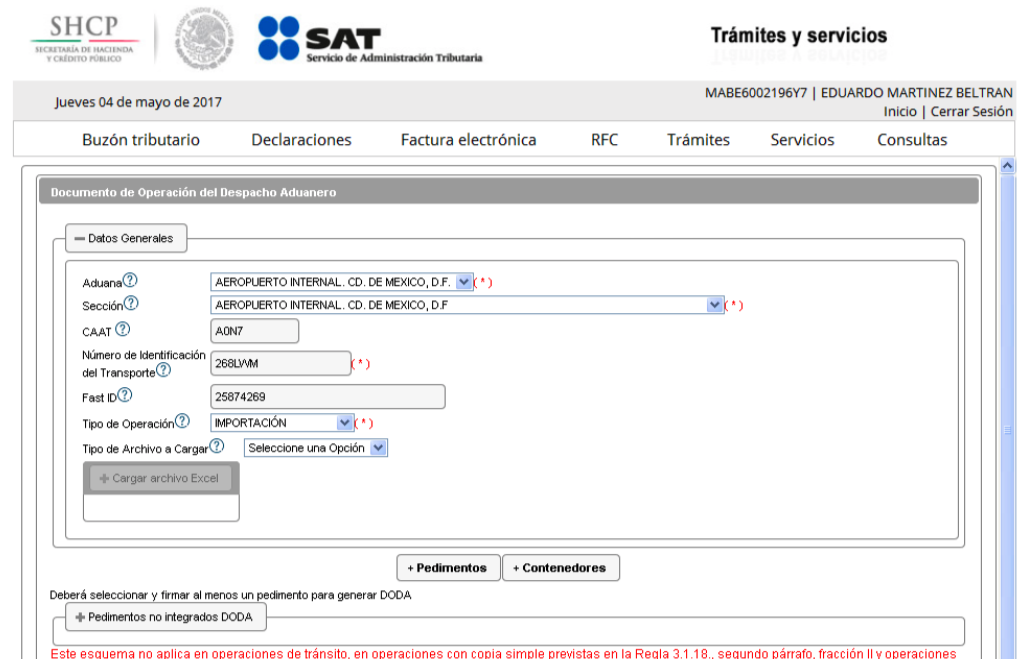 SHCP
SECRETARÍA DE HACIENDA
Y CRÉDITO PÚBLICO
ESTADOS UNIDOS MEXICANOS
SAT
Servicio de Administración Tributaria
Trámites y servicios
Jueves 04 de mayo de 2017
MABE6002196Y7 | EDUARDO MARTINEZ BELTRAN
Inicio | Cerrar Sesión
Buzón tributario Declaraciones Factura electrónica RFC Trámites Servicios Consultas
Documento de Operación del Despacho Aduanero
Datos Generales
Aduana? AEROPUERTO INTERNAL. CD. DE MEXICO, D.F. (*)
Sección? AEROPUERTO INTERNAL. CD. DE MEXICO, D.F (*)
CAAT ? A0N7
Número de Identificación
del Transporte? 268LVVM (*)
Fast ID? 25874269
Tipo de Operación? IMPORTACIÓN (*)
Tipo de Archivo a Cargar? Seleccione una Opción
+ Cargar archivo Excel
+ Pedimentos + Contenedores
Deberá seleccionar y firmar al menos un pedimento para generar DODA
+ Pedimentos no integrados DODA
Este esquema no aplica en operaciones de tránsito, en operaciones con copia simple previstas en la Regla 3.1.18., segundo párrafo, fracción II y operaciones